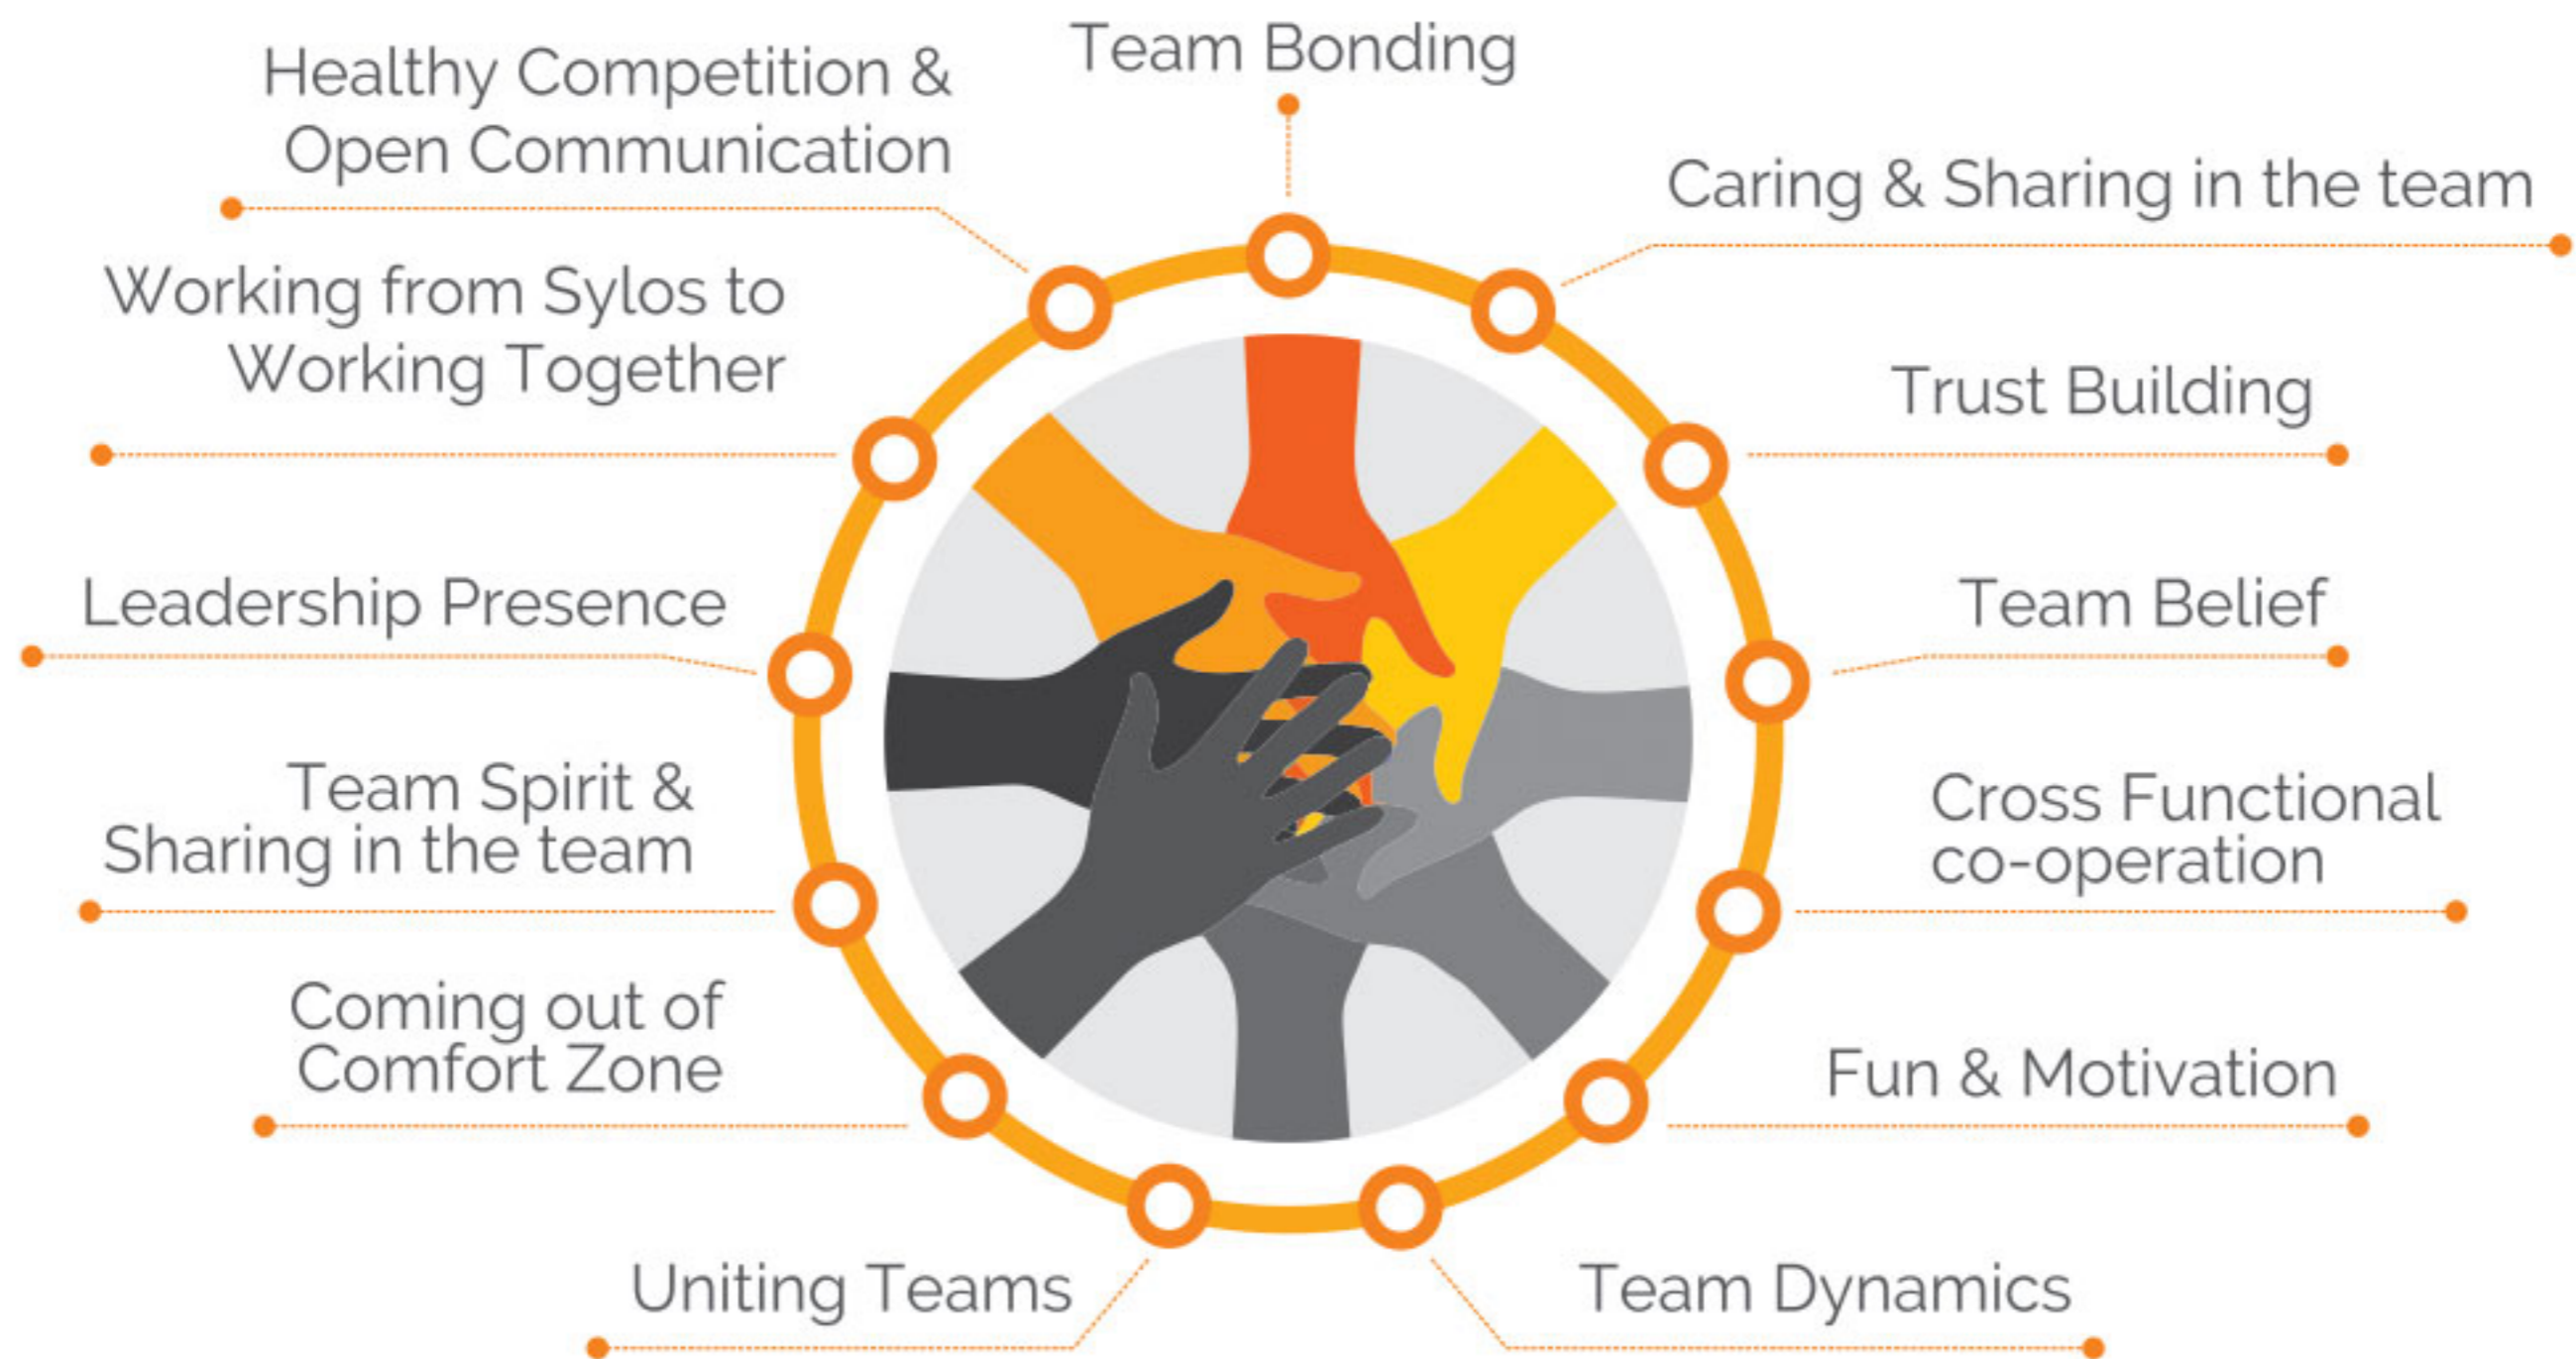 Team Bonding
Healthy Competition &
Open Communication
Caring & Sharing in the team
Working from Sylos to
Working Together
Trust Building
Leadership Presence
Team Belief
Team Spirit &
Sharing in the team
Cross Functional
co-operation
Coming out of
Comfort Zone
Fun & Motivation
Uniting Teams
Team Dynamics